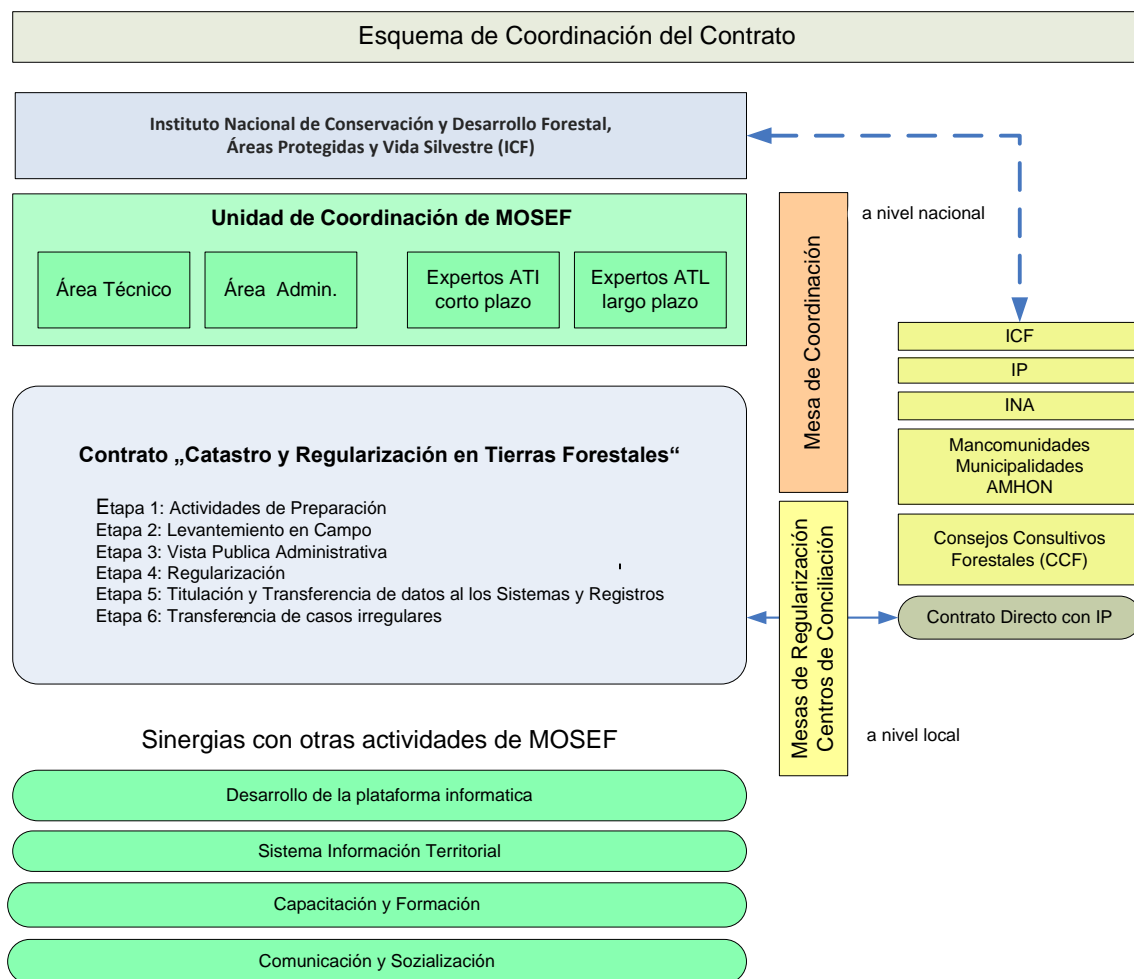 Esquema de Coordinación del Contrato
Instituto Nacional de Conservación y Desarrollo Forestal,
Áreas Protegidas y Vida Silvestre (ICF)
Unidad de Coordinación de MOSEF
Área Técnico
Área Admin.
Expertos ATI
corto plazo
Expertos ATL
largo plazo
Contrato „Catastro y Regularización en Tierras Forestales“
Etapa 1: Actividades de Preparación
Etapa 2: Levantemiento en Campo
Etapa 3: Vista Publica Administrativa
Etapa 4: Regularización
Etapa 5: Titulación y Transferencia de datos al los Sistemas y Registros
Etapa 6: Transferencia de casos irregulares
Sinergias con otras actividades de MOSEF
Desarrollo de la plataforma informatica
Sistema Información Territorial
Capacitación y Formación
Comunicación y Sozialización
Mesa de Coordinación
a nivel nacional
Mesas de Regularización
Centros de Conciliación
a nivel local
ICF
IP
INA
Mancomunidades
Municipalidades
AMHON
Consejos Consultivos
Forestales (CCF)
Contrato Directo con IP